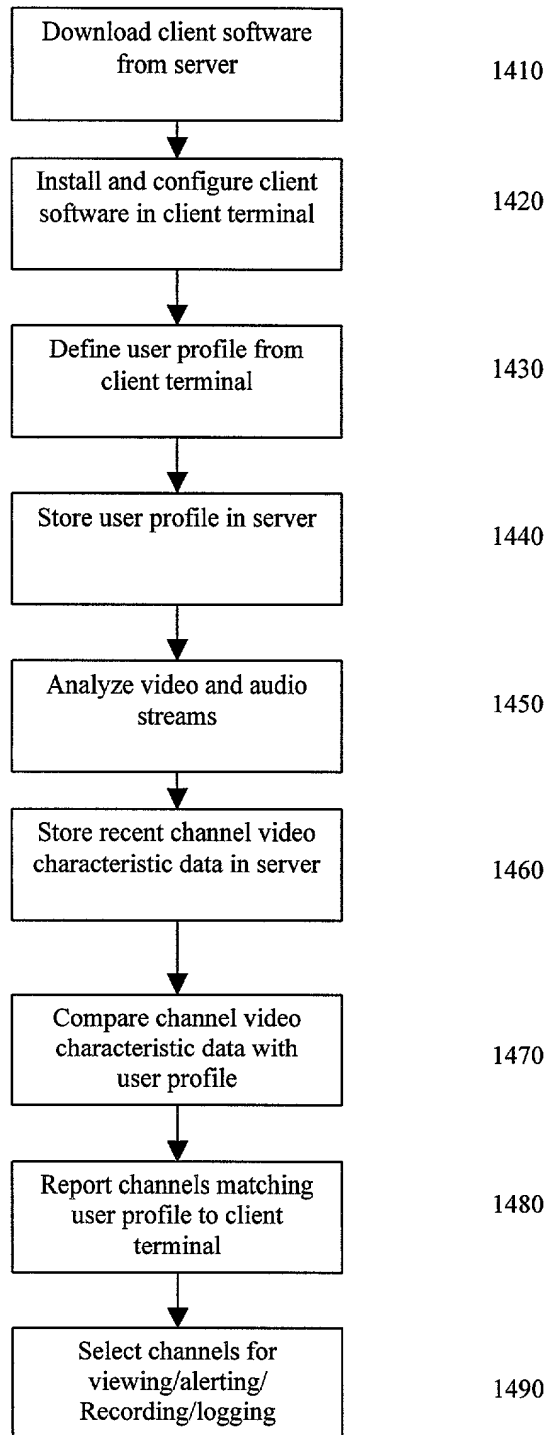 Download client software
from server
1410
Install and configure client
software in client terminal
1420
Define user profile from
client terminal
1430
Store user profile in server
1440
Analyze video and audio
streams
1450
Store recent channel video
characteristic data in server
1460
Compare channel video
characteristic data with
user profile
1470
Report channels matching
user profile to client
terminal
1480
Select channels for
viewing/alerting/
Recording/logging
1490